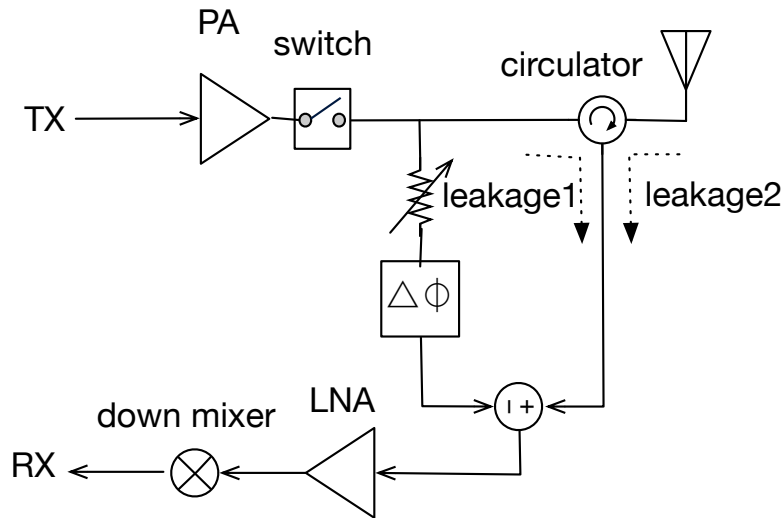 PA
switch
circulator
TX
leakage1
leakage2
△ ϕ
- +
LNA
down mixer
RX